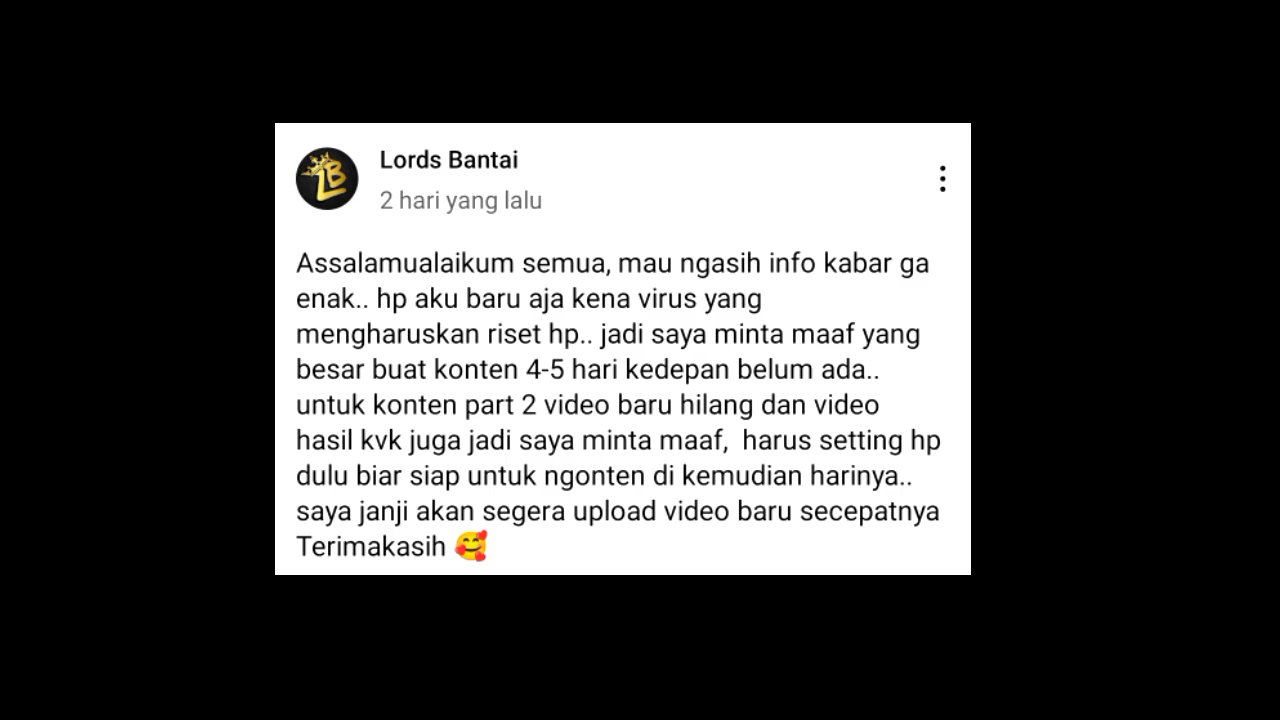 LB
Lords Bantai
2 hari yang lalu
Assalamualaikum semua, mau ngasih info kabar ga
enak.. hp aku baru aja kena virus yang
mengharuskan riset hp.. jadi saya minta maaf yang
besar buat konten 4-5 hari kedepan belum ada..
untuk konten part 2 video baru hilang dan video
hasil kvk juga jadi saya minta maaf,  harus setting hp
dulu biar siap untuk ngonten di kemudian harinya..
saya janji akan segera upload video baru secepatnya
Terimakasih 🥰